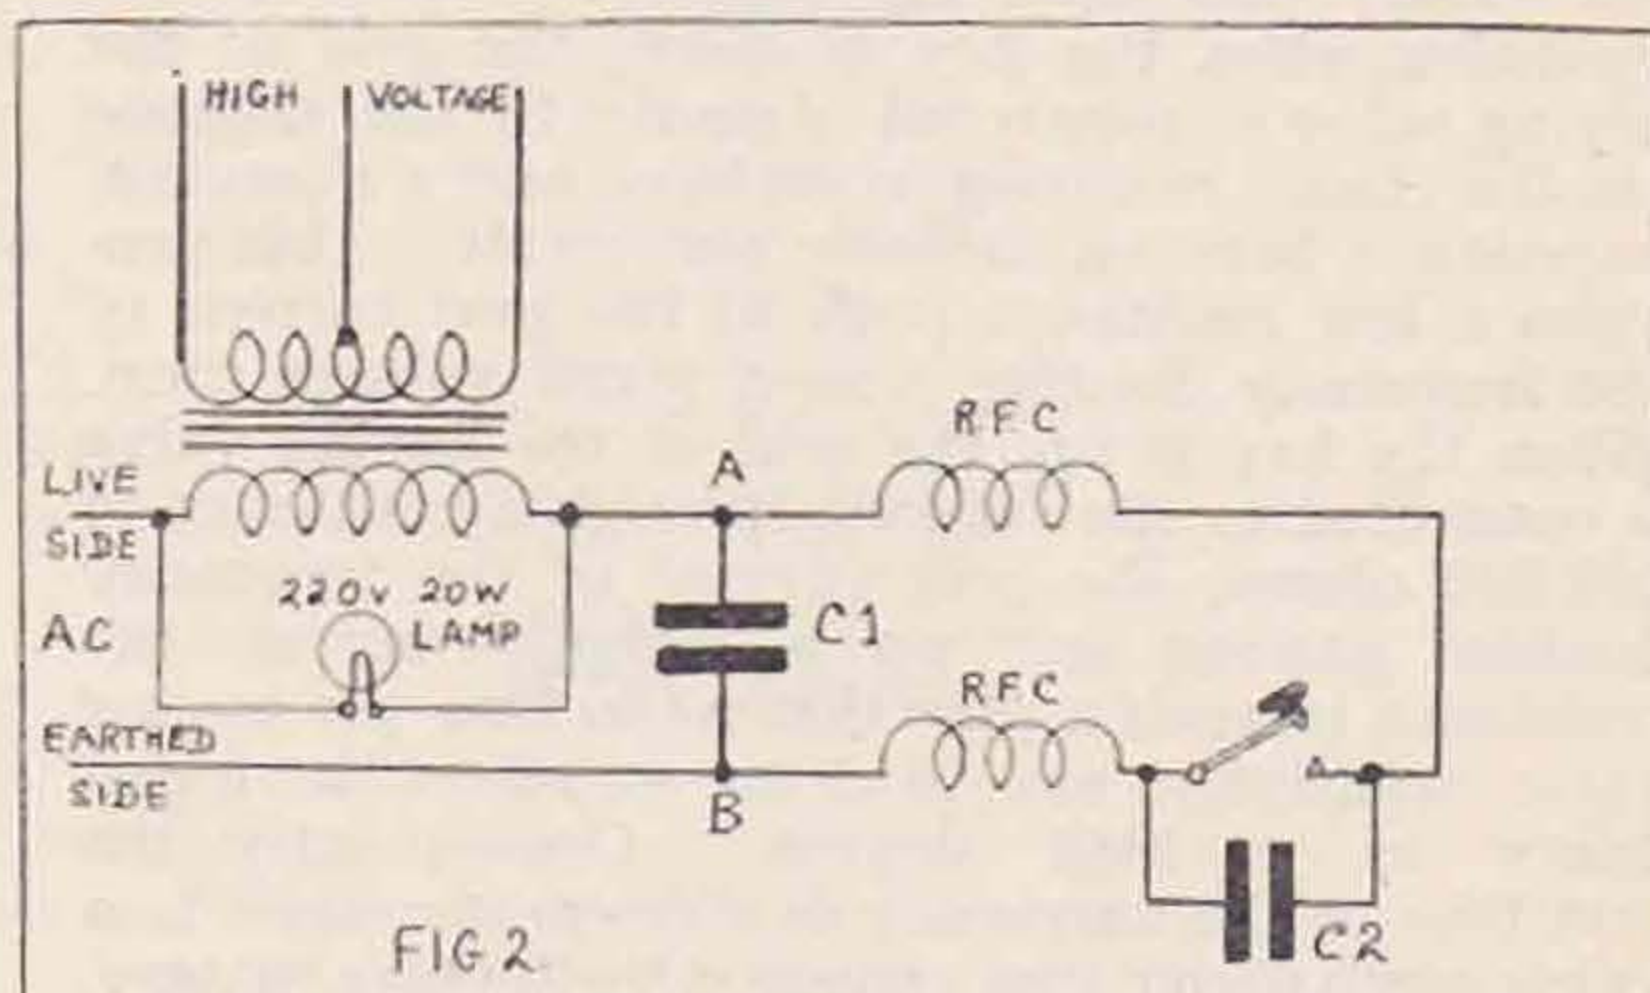 HIGH VOLTAGE
RFC
LIVE
SIDE
A
220v 20W
LAMP
AC
C1
RFC
EARTHED
SIDE
B
C2
FIG 2